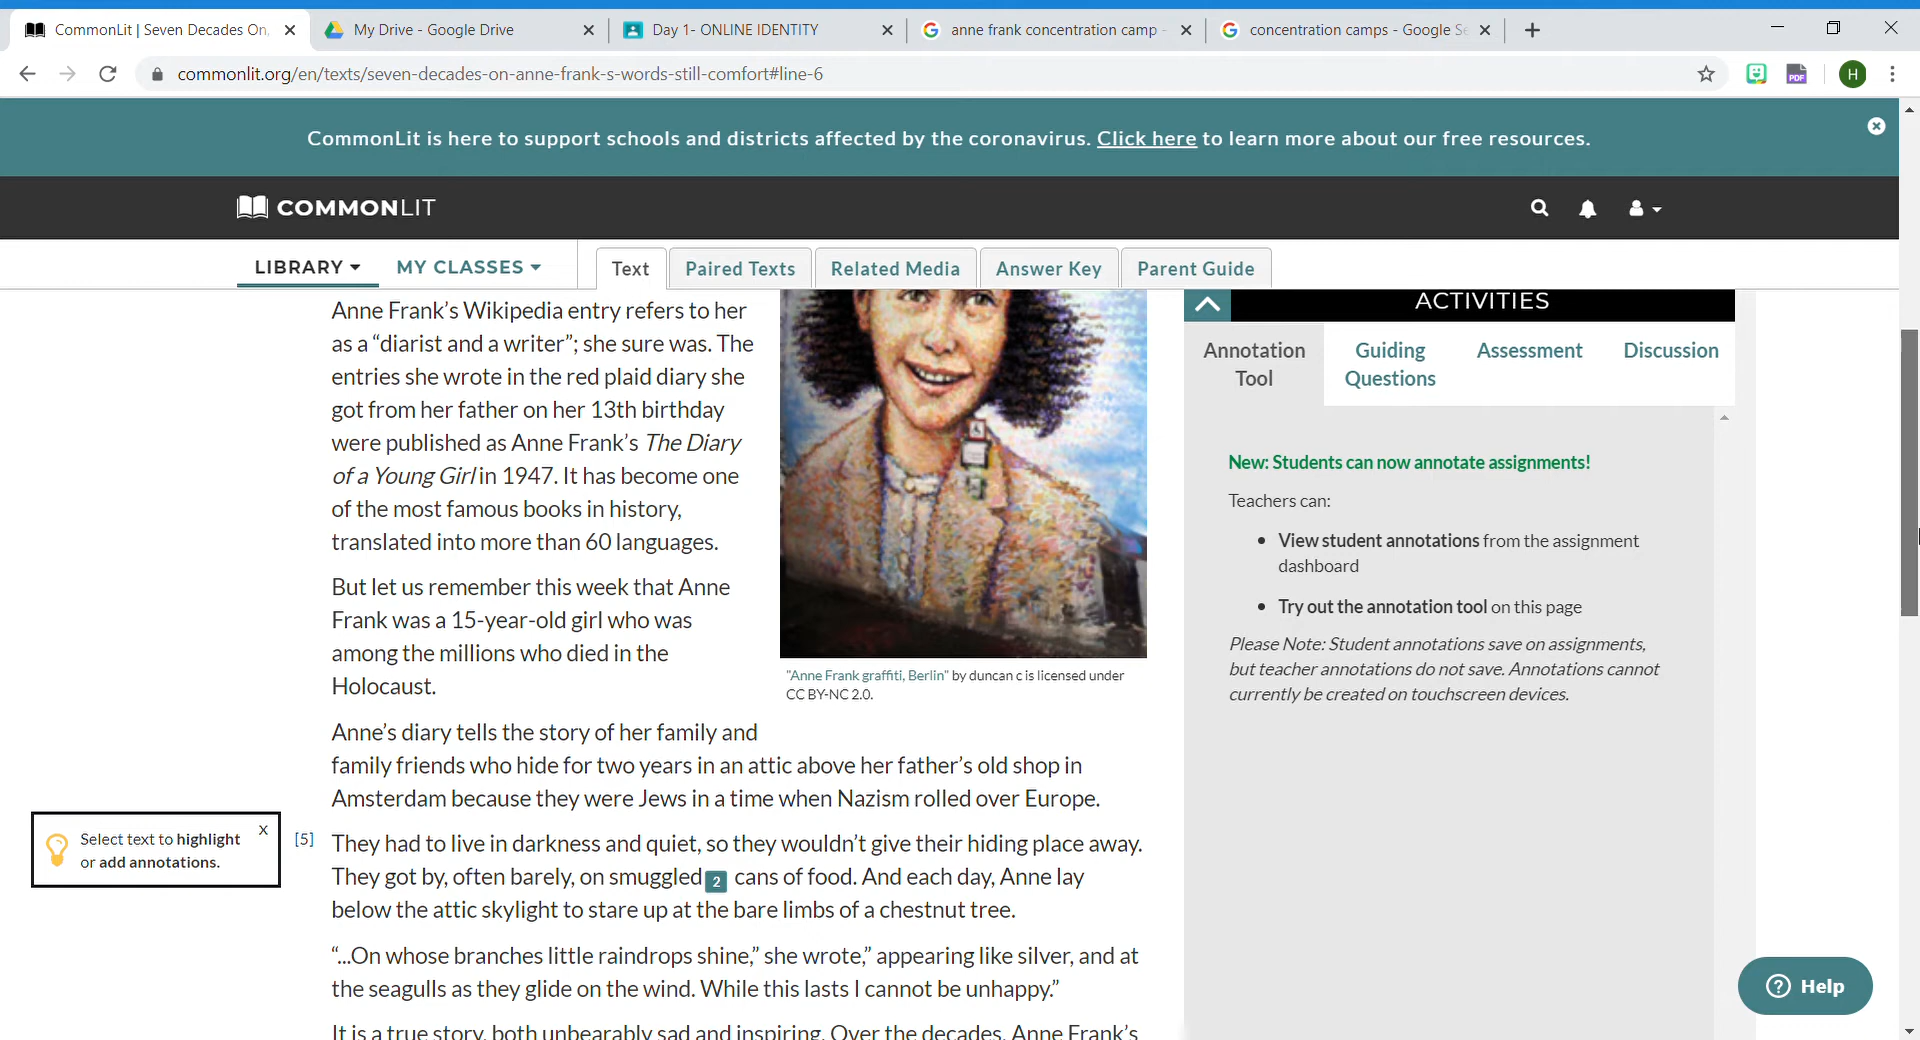 CommonLit | Seven Decades On,
My Drive - Google Drive
Day 1- ONLINE IDENTITY
anne frank concentration camp -
concentration camps - Google Se
commonlit.org/en/texts/seven-decades-on-anne-frank-s-words-still-comfort#line-6
PDF
H
CommonLit is here to support schools and districts affected by the coronavirus. Click here to learn more about our free resources.
COMMONLIT
LIBRARY
MY CLASSES
Text
Paired Texts
Related Media
Answer Key
Parent Guide
Anne Frank’s Wikipedia entry refers to her
as a “diarist and a writer”; she sure was. The
entries she wrote in the red plaid diary she
got from her father on her 13th birthday
were published as Anne Frank’s The Diary
of a Young Girl in 1947. It has become one
of the most famous books in history,
translated into more than 60 languages.
But let us remember this week that Anne
Frank was a 15-year-old girl who was
among the millions who died in the
Holocaust.
"Anne Frank graffiti, Berlin" by duncan c is licensed under
CC BY-NC 2.0.
Anne’s diary tells the story of her family and
family friends who hide for two years in an attic above her father’s old shop in
Amsterdam because they were Jews in a time when Nazism rolled over Europe.
[5] They had to live in darkness and quiet, so they wouldn’t give their hiding place away.
They got by, often barely, on smuggled 2 cans of food. And each day, Anne lay
below the attic skylight to stare up at the bare limbs of a chestnut tree.
“...On whose branches little raindrops shine,” she wrote,” appearing like silver, and at
the seagulls as they glide on the wind. While this lasts I cannot be unhappy.”
It is a true story, both unbearably sad and inspiring. Over the decades, Anne Frank’s
Select text to highlight
or add annotations.
X
ACTIVITIES
Annotation
Tool
Guiding
Questions
Assessment
Discussion
New: Students can now annotate assignments!
Teachers can:
• View student annotations from the assignment
dashboard
• Try out the annotation tool on this page
Please Note: Student annotations save on assignments,
but teacher annotations do not save. Annotations cannot
currently be created on touchscreen devices.
? Help